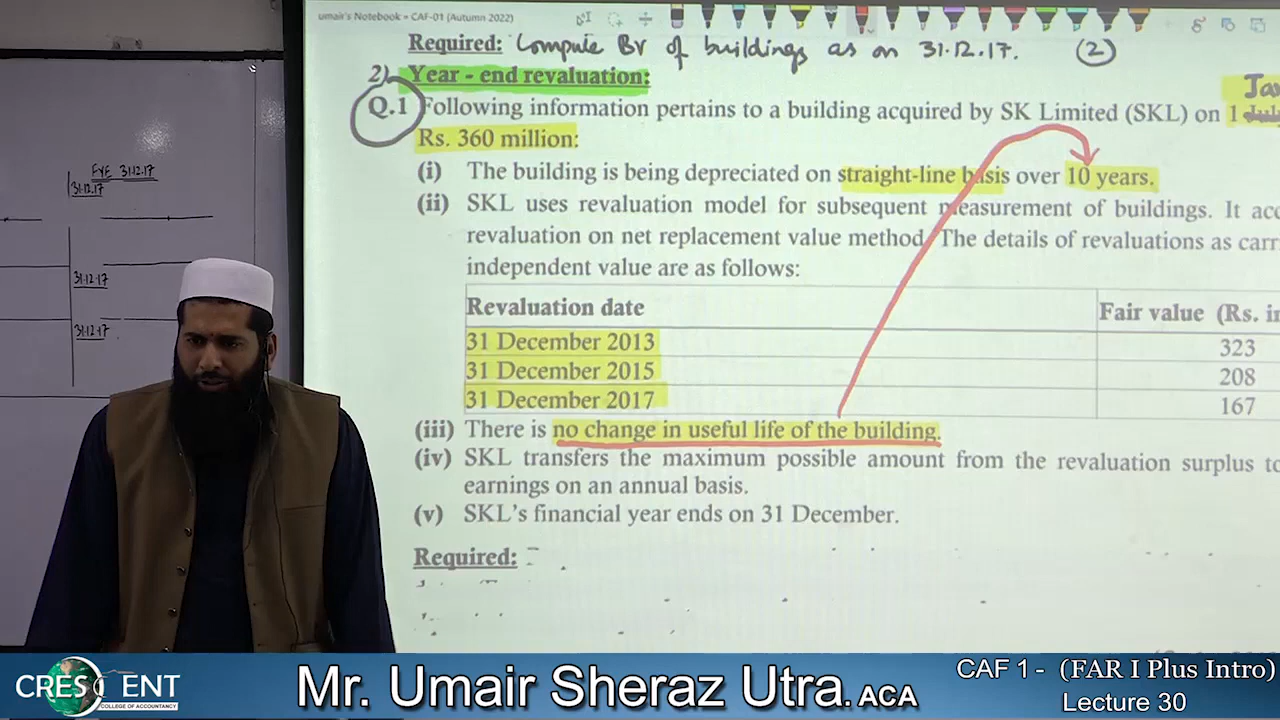 umair's Notebook » CAF-01 (Autumn 2022)
Required: Compute BV of buildings as on 31.12.17. (2)
2) Year - end revaluation:
Jan
Q.1 Following information pertains to a building acquired by SK Limited (SKL) on 1
Rs. 360 million:
(i) The building is being depreciated on straight-line basis over 10 years.
(ii) SKL uses revaluation model for subsequent measurement of buildings. It acc
revaluation on net replacement value method. The details of revaluations as carri
independent value are as follows:
Revaluation date Fair value (Rs. in
31 December 2013 323
31 December 2015 208
31 December 2017 167
(iii) There is no change in useful life of the building.
(iv) SKL transfers the maximum possible amount from the revaluation surplus to
earnings on an annual basis.
(v) SKL's financial year ends on 31 December.
Required:
FYE 31.12.17
31.12.17
31.12.17
31.12.17
CRESCENT
COLLEGE OF ACCOUNTANCY
Mr. Umair Sheraz Utra. ACA
CAF 1 - (FAR I Plus Intro)
Lecture 30